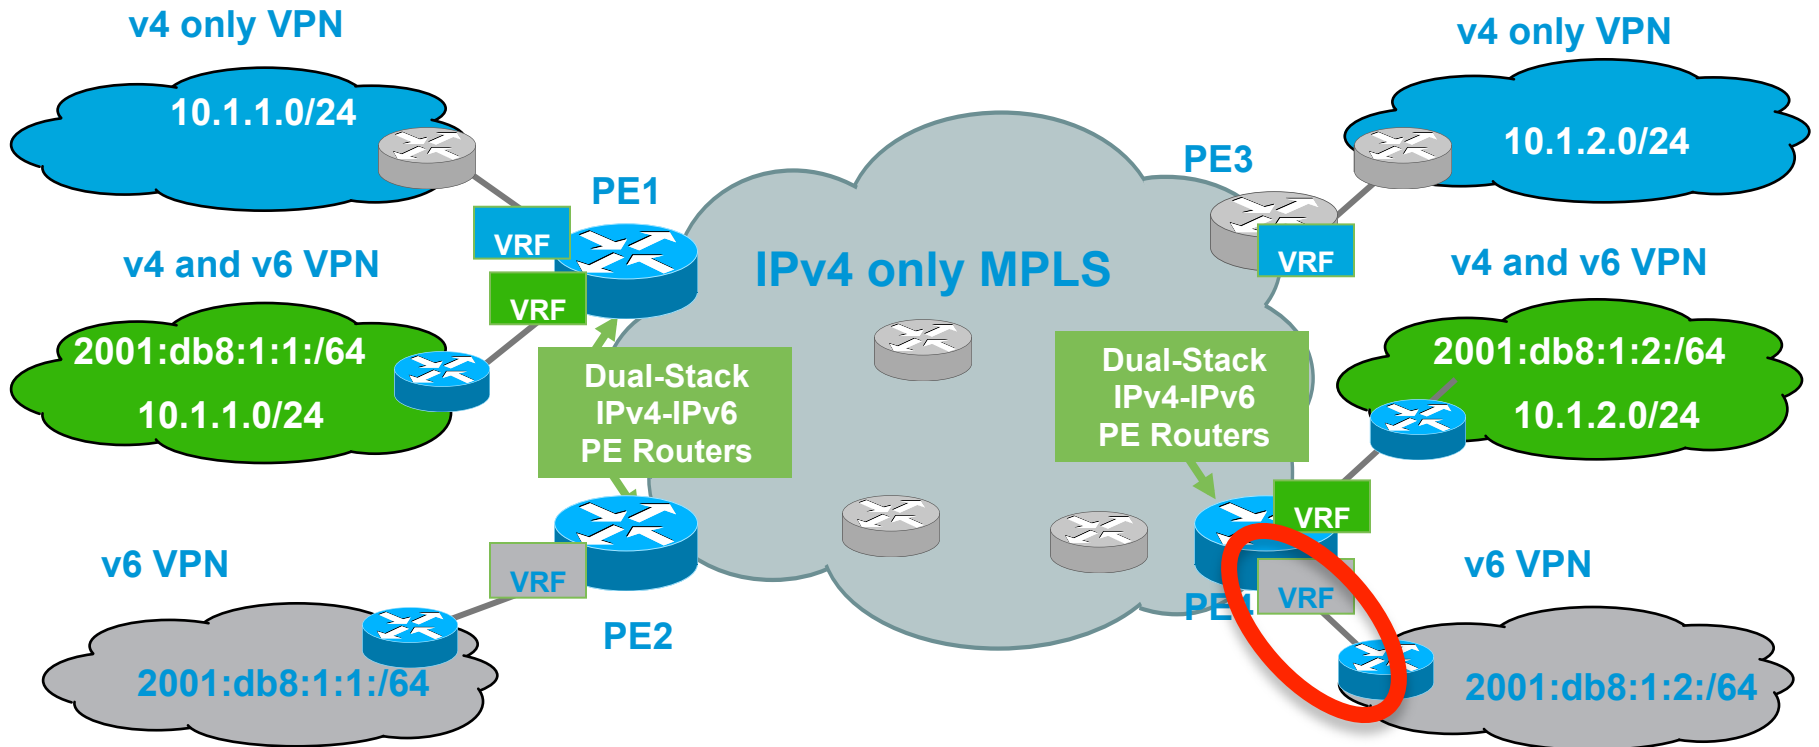 v4 only VPN
v4 only VPN
10.1.1.0/24
10.1.2.0/24
PE3
PE1
VRF
VRF
IPv4 only MPLS
v4 and v6 VPN
v4 and v6 VPN
VRF
2001:db8:1:1:/64
10.1.1.0/24
Dual-Stack
IPv4-IPv6
PE Routers
Dual-Stack
IPv4-IPv6
PE Routers
2001:db8:1:2:/64
10.1.2.0/24
VRF
v6 VPN
VRF
PE2
PE4
VRF
v6 VPN
2001:db8:1:1:/64
2001:db8:1:2:/64